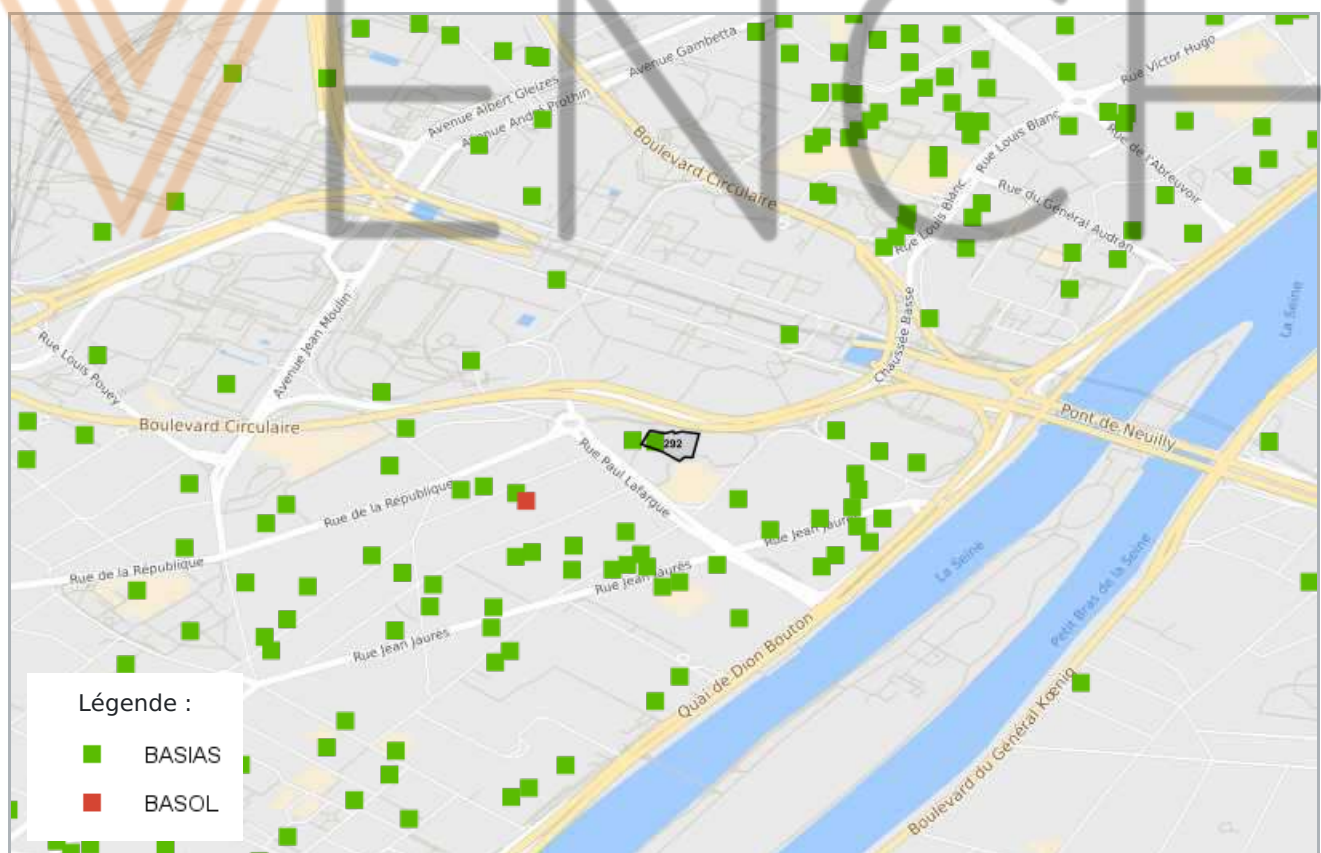 VENCE
Avenue Gambetta
Rue Victor Hugo
Avenue Albert Gleizes
Avenue André Prothin
Boulevard Circulaire
Rue Louis Blanc
Rue de l'Abreuvoir
Rue du Général Audran
Rue Louis Blanc
La Seine
Avenue Jean Moulin
Chaussée Basse
Rue Louis Pouey
Boulevard Circulaire
Pont de Neuilly
292
Rue Paul Lafargue
Rue de la République
Rue Jean Jaurès
La Seine
Petit Bras de la Seine
Rue de la République
Rue Jean Jaurès
Rue Jean Jaurès
Quai de Dion Bouton
Boulevard du Général Kœnig
Légende :
BASIAS
BASOL